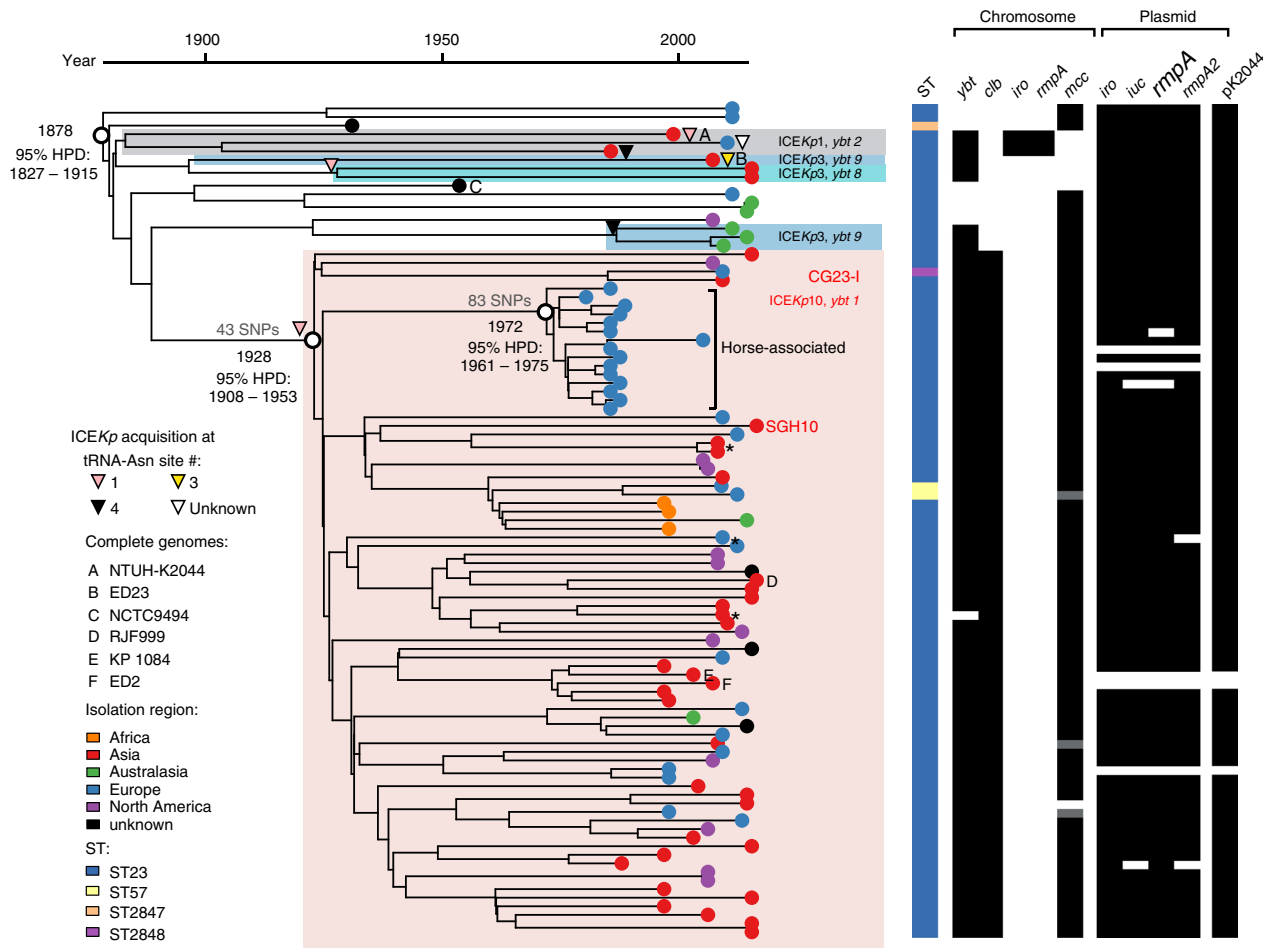 Chromosome
Plasmid
1900
1950
2000
Year
ST
ybt
clb
iro
rmpA
mcc
iro
iuc
rmpA
rmpA2
pK2044
1878
95% HPD:
1827 – 1915
A
ICEKp1, ybt 2
B
ICEKp3, ybt 9
ICEKp3, ybt 8
C
ICEKp3, ybt 9
CG23-I
ICEKp10, ybt 1
83 SNPs
1972
95% HPD:
1961 – 1975
Horse-associated
43 SNPs
1928
95% HPD:
1908 – 1953
SGH10
*
*
D
*
E
F
ICEKp acquisition at
tRNA-Asn site #:
1
3
4
Unknown
Complete genomes:
A NTUH-K2044
B ED23
C NCTC9494
D RJF999
E KP 1084
F ED2
Isolation region:
Africa
Asia
Australasia
Europe
North America
unknown
ST:
ST23
ST57
ST2847
ST2848